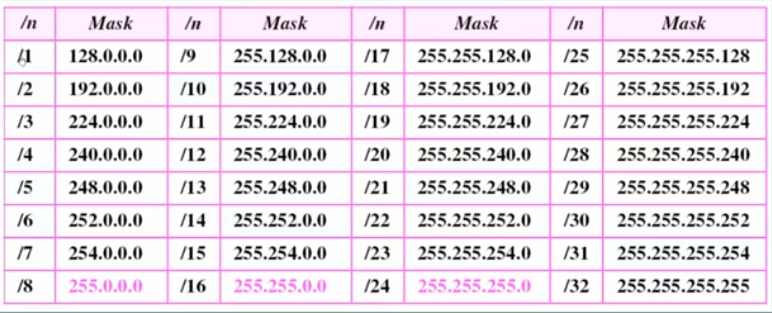 /n Mask /n Mask /n Mask /n Mask
/1 128.0.0.0 /9 255.128.0.0 /17 255.255.128.0 /25 255.255.255.128
/2 192.0.0.0 /10 255.192.0.0 /18 255.255.192.0 /26 255.255.255.192
/3 224.0.0.0 /11 255.224.0.0 /19 255.255.224.0 /27 255.255.255.224
/4 240.0.0.0 /12 255.240.0.0 /20 255.255.240.0 /28 255.255.255.240
/5 248.0.0.0 /13 255.248.0.0 /21 255.255.248.0 /29 255.255.255.248
/6 252.0.0.0 /14 255.252.0.0 /22 255.255.252.0 /30 255.255.255.252
/7 254.0.0.0 /15 255.254.0.0 /23 255.255.254.0 /31 255.255.255.254
/8 255.0.0.0 /16 255.255.0.0 /24 255.255.255.0 /32 255.255.255.255